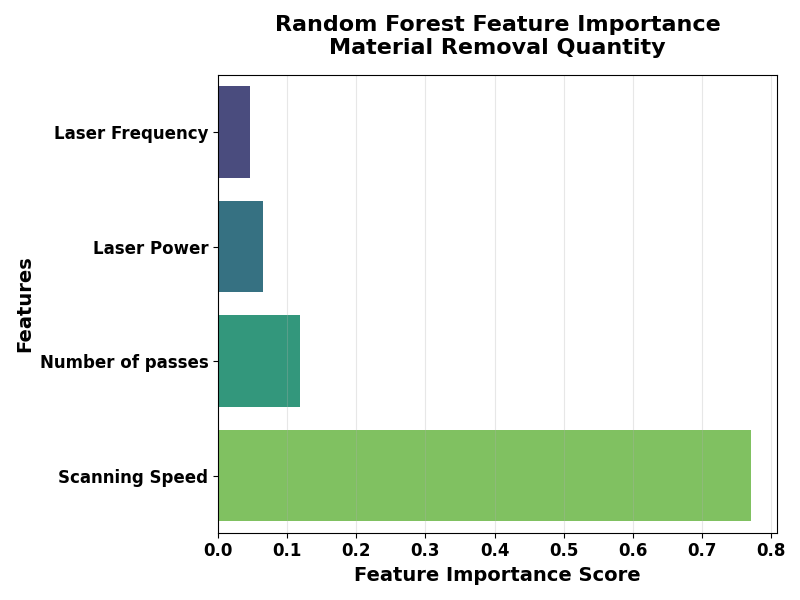 Random Forest Feature Importance
Material Removal Quantity
Features
Laser Frequency
Laser Power
Number of passes
Scanning Speed
0.0 0.1 0.2 0.3 0.4 0.5 0.6 0.7 0.8
Feature Importance Score